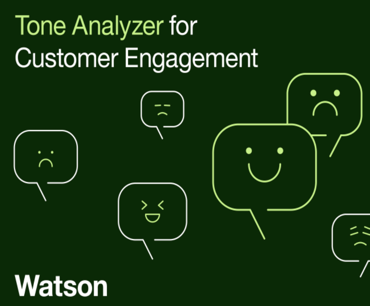 Tone Analyzer for
Customer Engagement
Watson